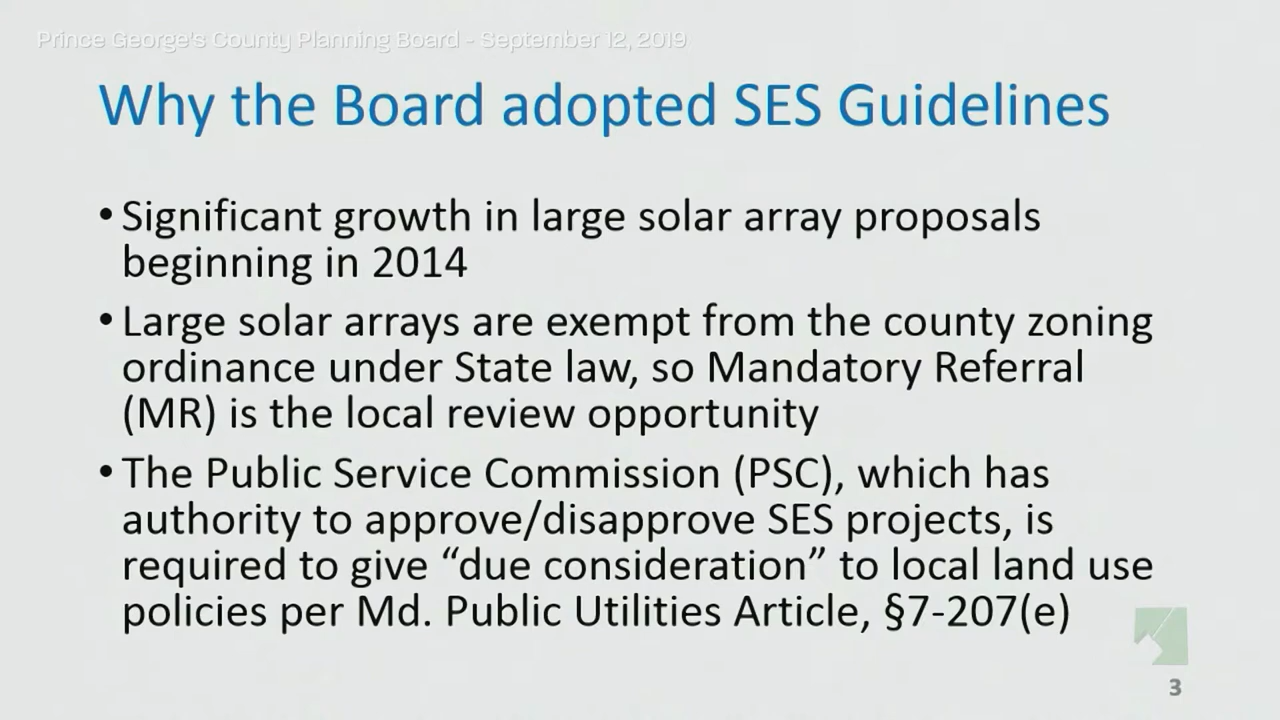 Prince George's County Planning Board - September 12, 2019
Why the Board adopted SES Guidelines
• Significant growth in large solar array proposals
beginning in 2014
• Large solar arrays are exempt from the county zoning
ordinance under State law, so Mandatory Referral
(MR) is the local review opportunity
• The Public Service Commission (PSC), which has
authority to approve/disapprove SES projects, is
required to give “due consideration” to local land use
policies per Md. Public Utilities Article, §7-207(e)
3